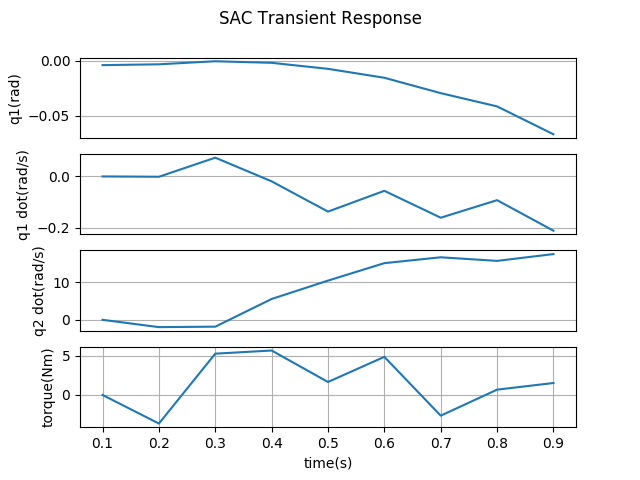 SAC Transient Response
0.00
−0.05
q1(rad)
0.0
−0.2
q1 dot(rad/s)
10
0
q2 dot(rad/s)
5
0
torque(Nm)
0.1 0.2 0.3 0.4 0.5 0.6 0.7 0.8 0.9
time(s)